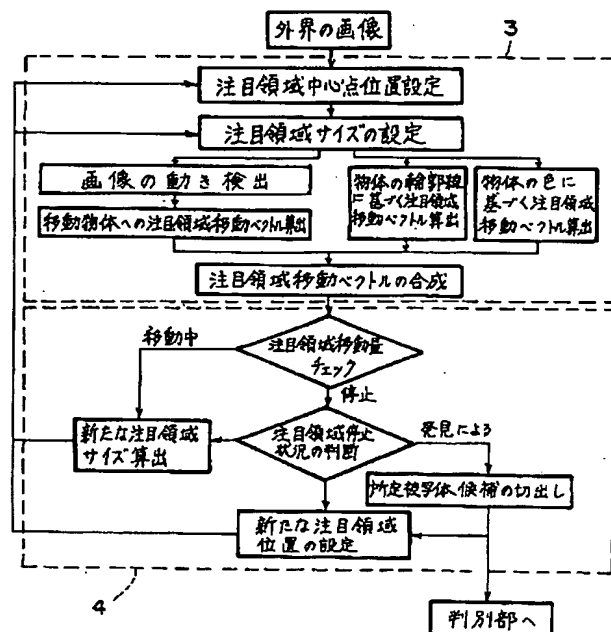 外界の画像
3
注目領域中心点位置設定
注目領域サイズの設定
画像の動き検出
移動物体への注目領域移動ベクトル算出
物体の輪郭線
に基づく注目領域
移動ベクトル算出
物体の色に
基づく注目領域
移動ベクトル算出
注目領域移動ベクトルの合成
注目領域移動量
チェック
移動中
停止
注目領域停止
状況の判断
発見による
新たな注目領域
サイズ算出
所定被写体候補の切出し
新たな注目領域
位置の設定
4
判別部へ